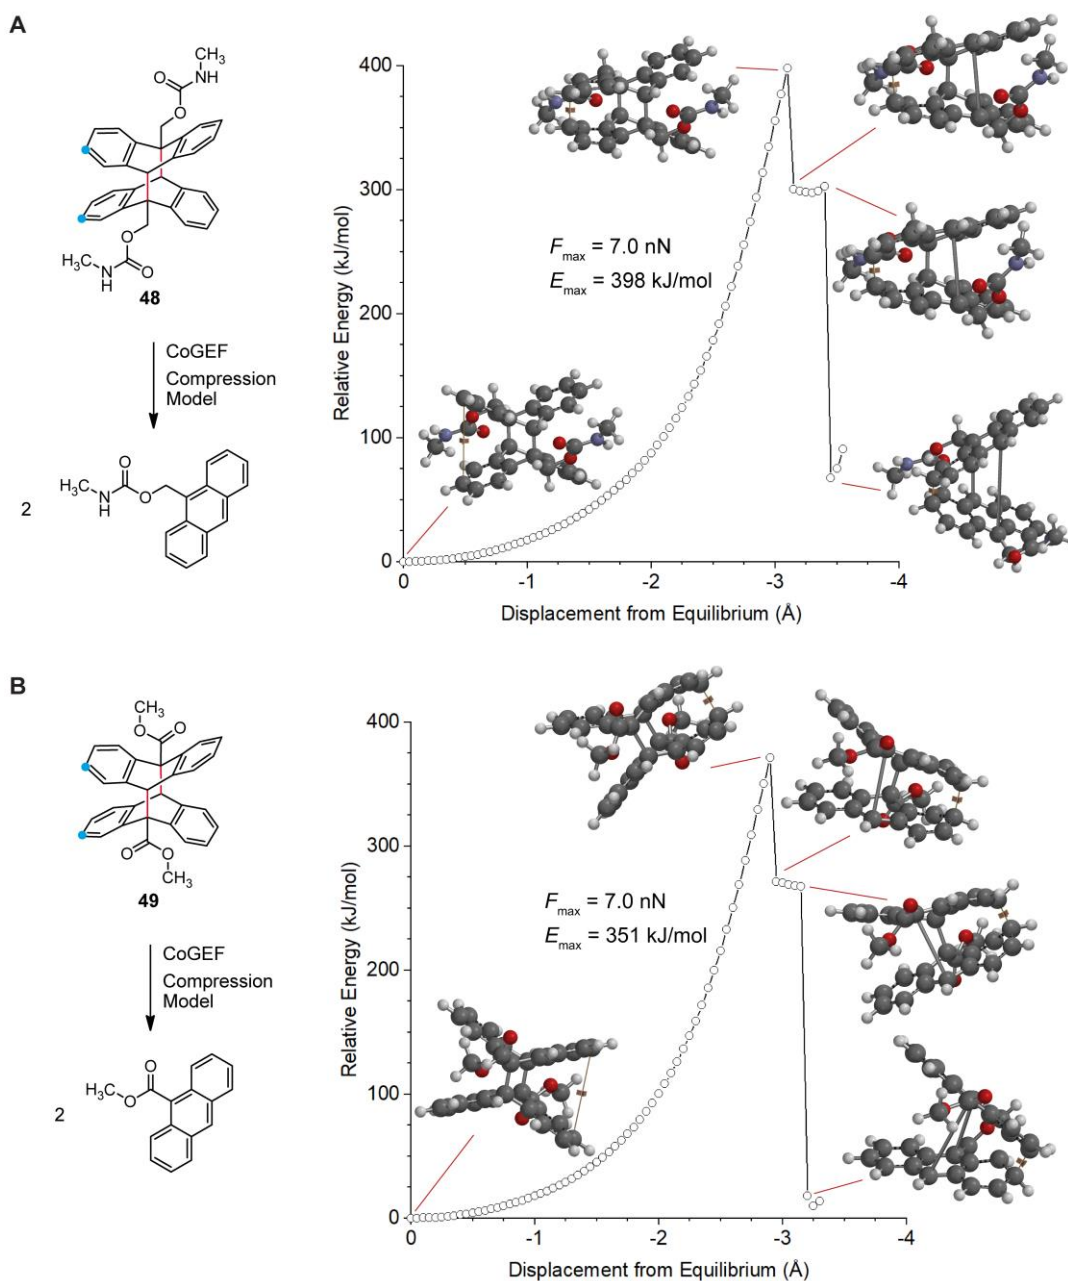 A
CH₃
O NH
O
O
O
O
H₃C N
H
48
CoGEF
Compression
Model
2
H₃C N O
H
O
Relative Energy (kJ/mol)
400
300
200
100
0
Fmax = 7.0 nN
Emax = 398 kJ/mol
0 -1 -2 -3 -4
Displacement from Equilibrium (Å)
B
CH₃
O O
O O
CH₃
49
CoGEF
Compression
Model
2
O
H₃C O
Relative Energy (kJ/mol)
400
300
200
100
0
Fmax = 7.0 nN
Emax = 351 kJ/mol
0 -1 -2 -3 -4
Displacement from Equilibrium (Å)